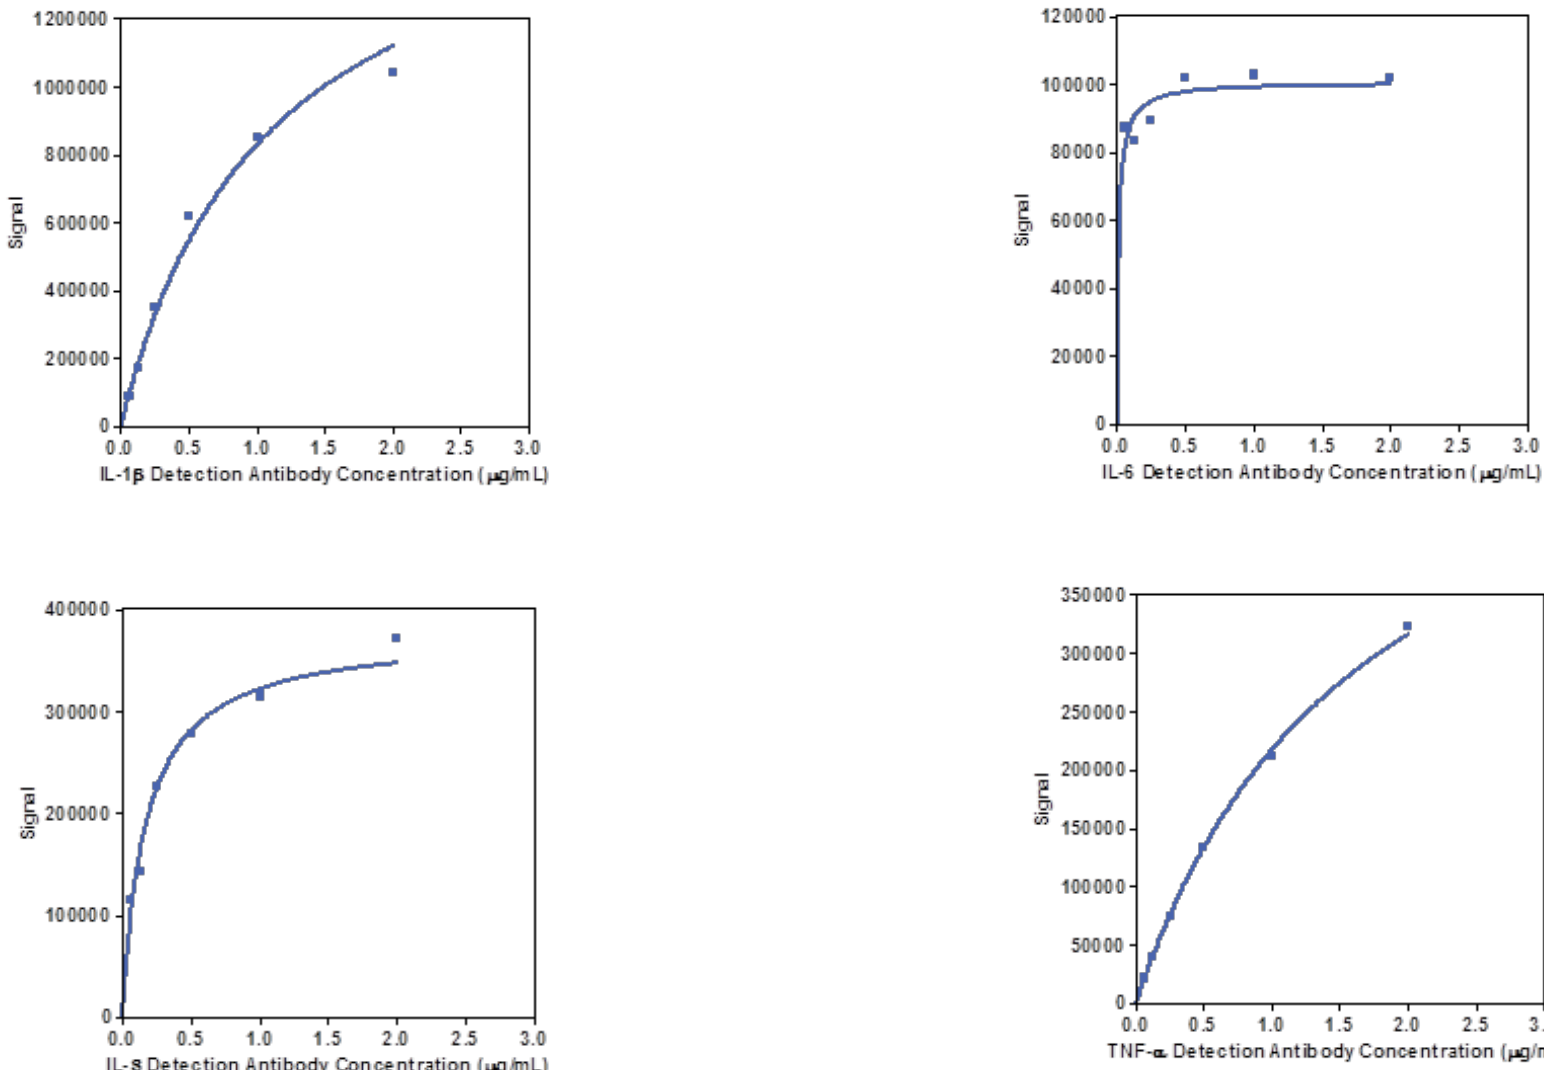 1200000
1000000
800000
600000
400000
200000
0
Signal
0.0 0.5 1.0 1.5 2.0 2.5 3.0
IL-1β Detection Antibody Concentration (μg/mL)
120000
100000
80000
60000
40000
20000
0
Signal
0.0 0.5 1.0 1.5 2.0 2.5 3.0
IL-6 Detection Antibody Concentration (μg/mL)
400000
300000
200000
100000
0
Signal
0.0 0.5 1.0 1.5 2.0 2.5 3.0
IL-8 Detection Antibody Concentration (μg/mL)
350000
300000
250000
200000
150000
100000
50000
0
Signal
0.0 0.5 1.0 1.5 2.0 2.5 3.
TNF-α Detection Antibody Concentration (μg/m